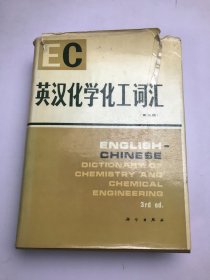 EC
英汉化学化工词汇
（第三版）
ENGLISH-
CHINESE
DICTIONARY OF
CHEMISTRY AND
CHEMICAL
ENGINEERING
3rd ed.
科学出版社